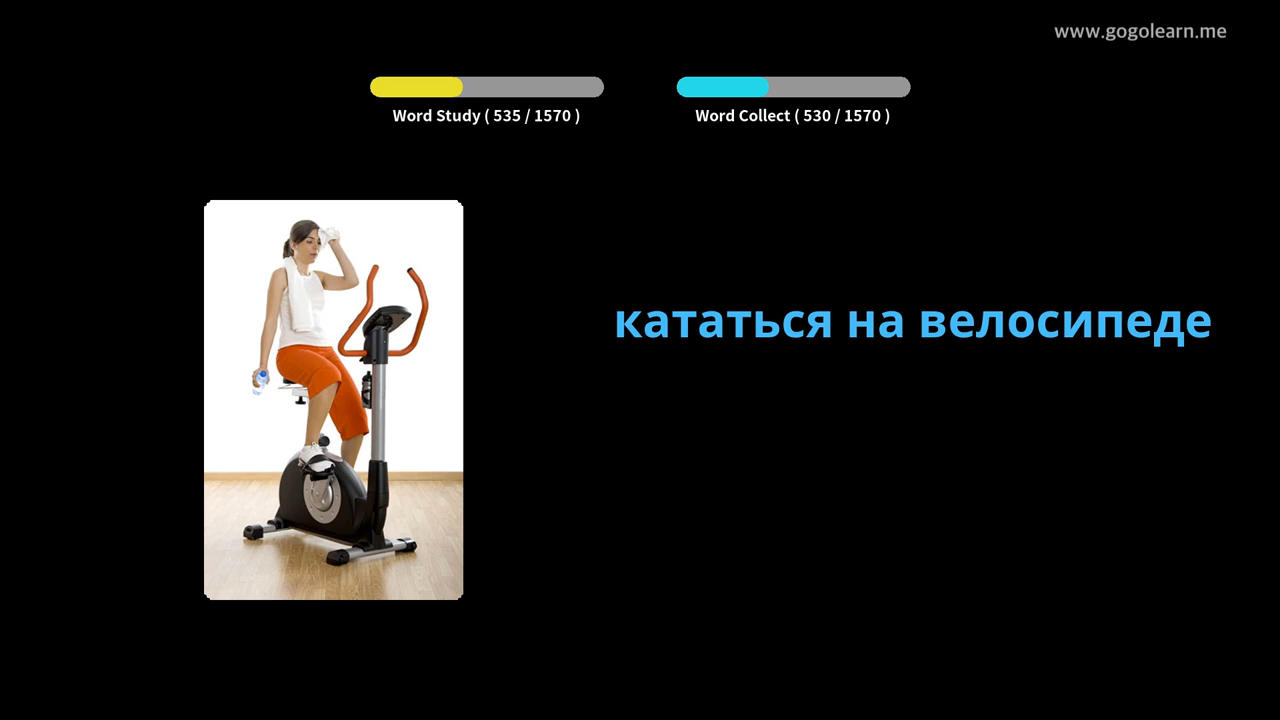 www.gogolearn.me
Word Study ( 535 / 1570 )
Word Collect ( 530 / 1570 )
кататься на велосипеде